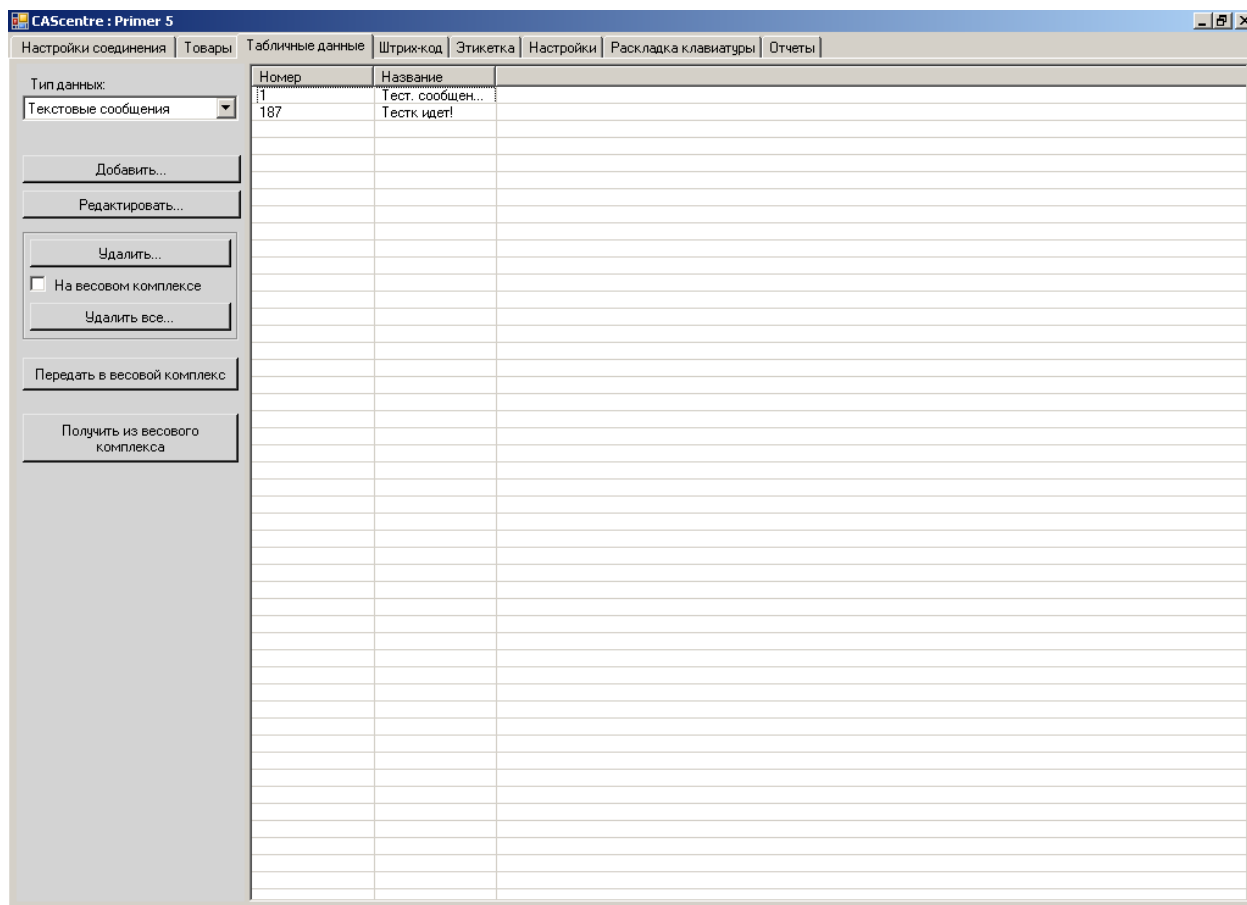 CAScentre : Primer 5
Настройки соединения Товары Табличные данные Штрих-код Этикетка Настройки Раскладка клавиатуры Отчеты
Тип данных:
Текстовые сообщения
Добавить...
Редактировать...
Удалить...
На весовом комплексе
Удалить все...
Передать в весовой комплекс
Получить из весового
комплекса
Номер Название
1 Тест. сообщен...
187 Тестк идет!